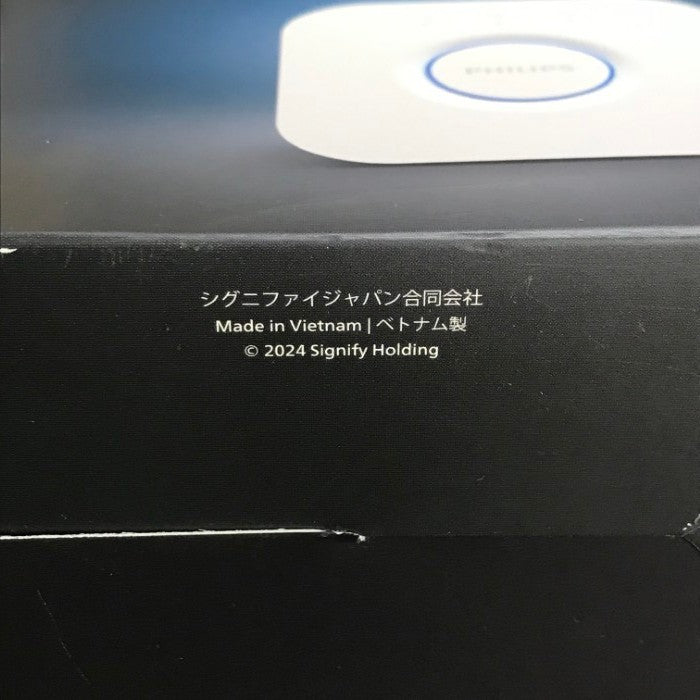 PHILIPS
シグニファイジャパン合同会社
Made in Vietnam | ベトナム製
© 2024 Signify Holding